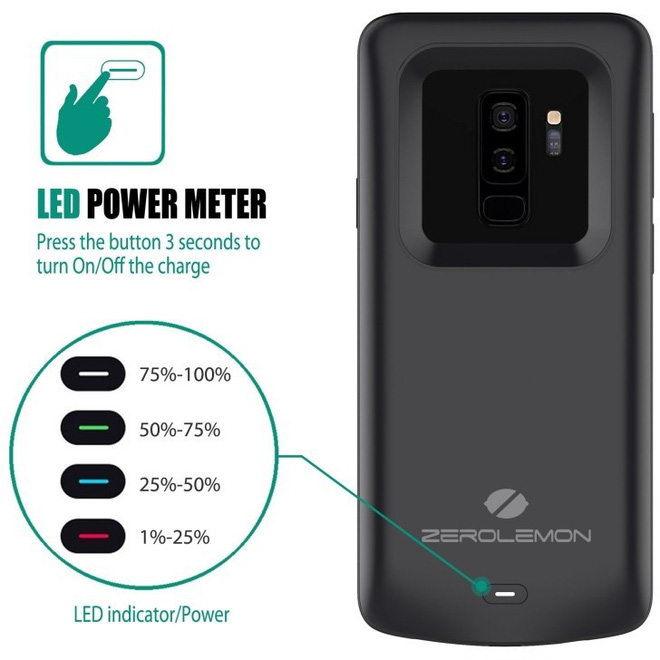 LED POWER METER
Press the button 3 seconds to
turn On/Off the charge
75%-100%
50%-75%
25%-50%
1%-25%
LED indicator/Power
ZEROLEMON